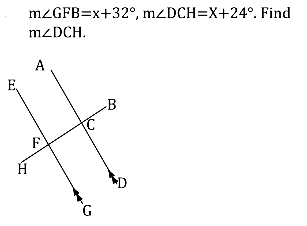 m∠GFB=x+32°, m∠DCH=X+24°. Find
m∠DCH.
A
E
B
C
F
H
D
G